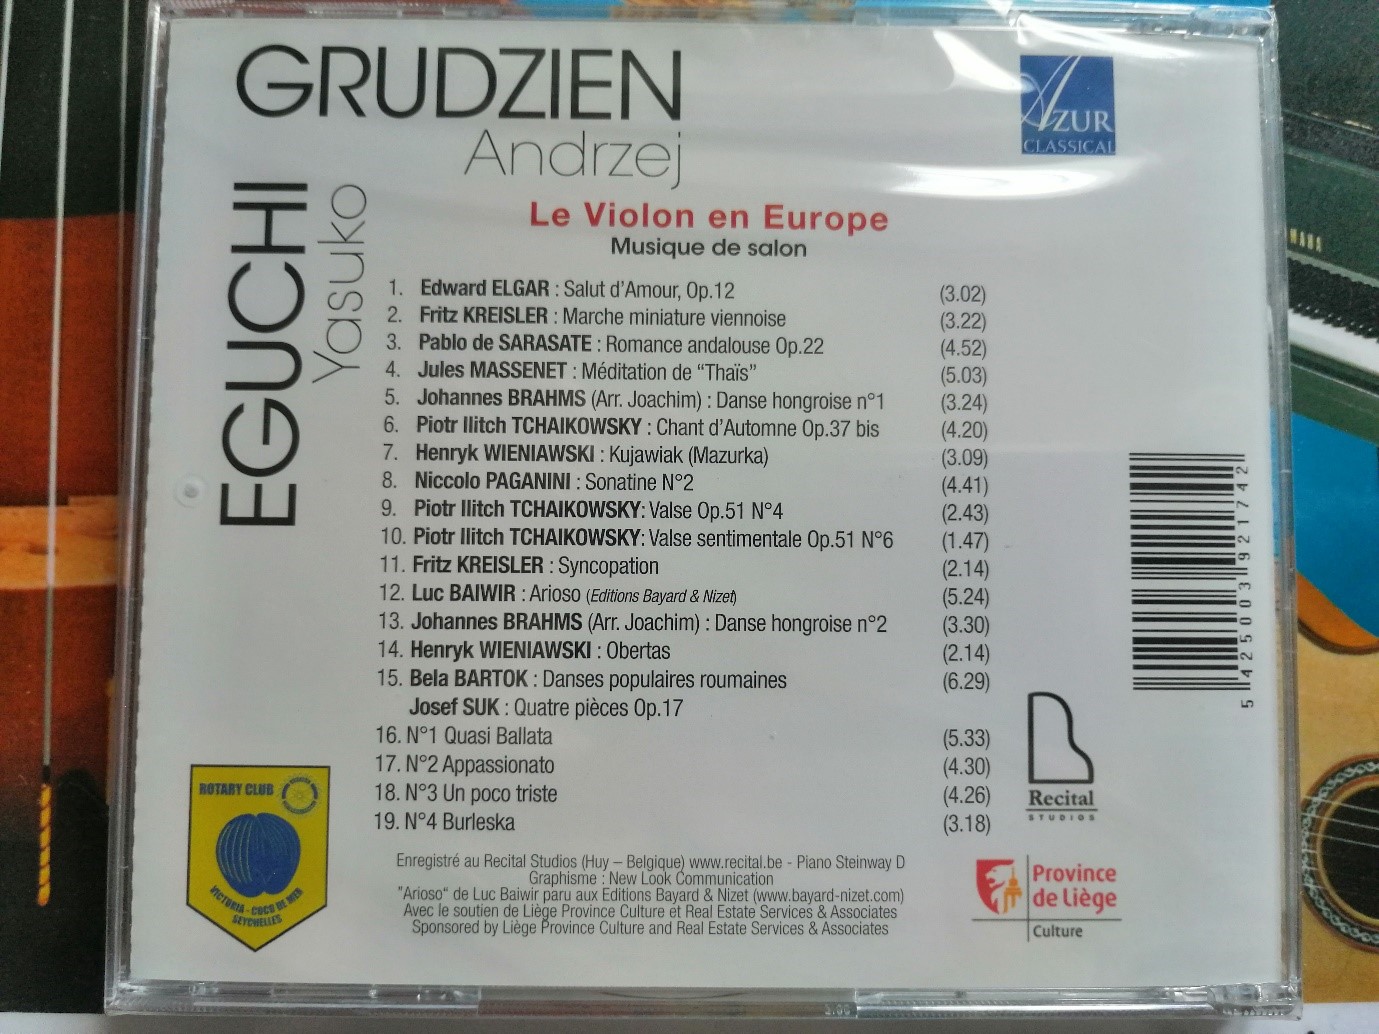 GRUDZIEN
Andrzej
EGUCHI
Yasuko
AZUR
CLASSICAL
Le Violon en Europe
Musique de salon
1. Edward ELGAR : Salut d'Amour, Op.12 (3.02)
2. Fritz KREISLER : Marche miniature viennoise (3.22)
3. Pablo de SARASATE : Romance andalouse Op.22 (4.52)
4. Jules MASSENET : Méditation de “Thaïs” (5.03)
5. Johannes BRAHMS (Arr. Joachim) : Danse hongroise n°1 (3.24)
6. Piotr Ilitch TCHAIKOWSKY : Chant d'Automne Op.37 bis (4.20)
7. Henryk WIENIAWSKI : Kujawiak (Mazurka) (3.09)
8. Niccolo PAGANINI : Sonatine N°2 (4.41)
9. Piotr Ilitch TCHAIKOWSKY: Valse Op.51 N°4 (2.43)
10. Piotr Ilitch TCHAIKOWSKY: Valse sentimentale Op.51 N°6 (1.47)
11. Fritz KREISLER : Syncopation (2.14)
12. Luc BAIWIR : Arioso (Editions Bayard & Nizet) (5.24)
13. Johannes BRAHMS (Arr. Joachim) : Danse hongroise n°2 (3.30)
14. Henryk WIENIAWSKI : Obertas (2.14)
15. Bela BARTOK : Danses populaires roumaines (6.29)
Josef SUK : Quatre pièces Op.17
16. N°1 Quasi Ballata (5.33)
17. N°2 Appassionato (4.30)
18. N°3 Un poco triste (4.26)
19. N°4 Burleska (3.18)
5425003921742
Recital
STUDIOS
ROTARY CLUB
VICTORIA - COCO DE MER
SEYCHELLES
Enregistré au Recital Studios (Huy – Belgique) www.recital.be - Piano Steinway D
Graphisme : New Look Communication
"Arioso" de Luc Baiwir paru aux Editions Bayard & Nizet (www.bayard-nizet.com)
Avec le soutien de Liège Province Culture et Real Estate Services & Associates
Sponsored by Liège Province Culture and Real Estate Services & Associates
Province
de Liège
Culture